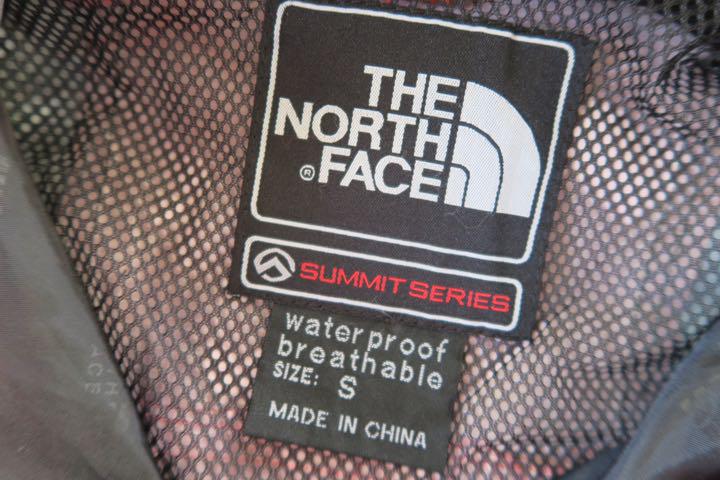 THE
NORTH
® FACE
SUMMIT SERIES
waterproof
breathable
SIZE: S
MADE IN CHINA